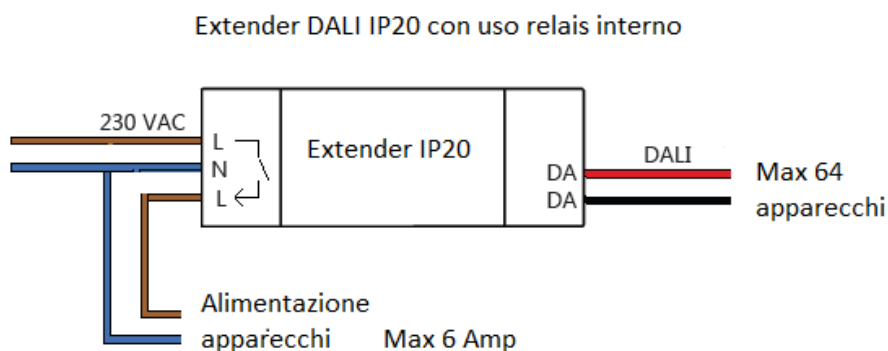 Extender DALI IP20 con uso relais interno
230 VAC
L
N
L
Extender IP20
DA
DA
DALI
Max 64
apparecchi
Alimentazione
apparecchi Max 6 Amp